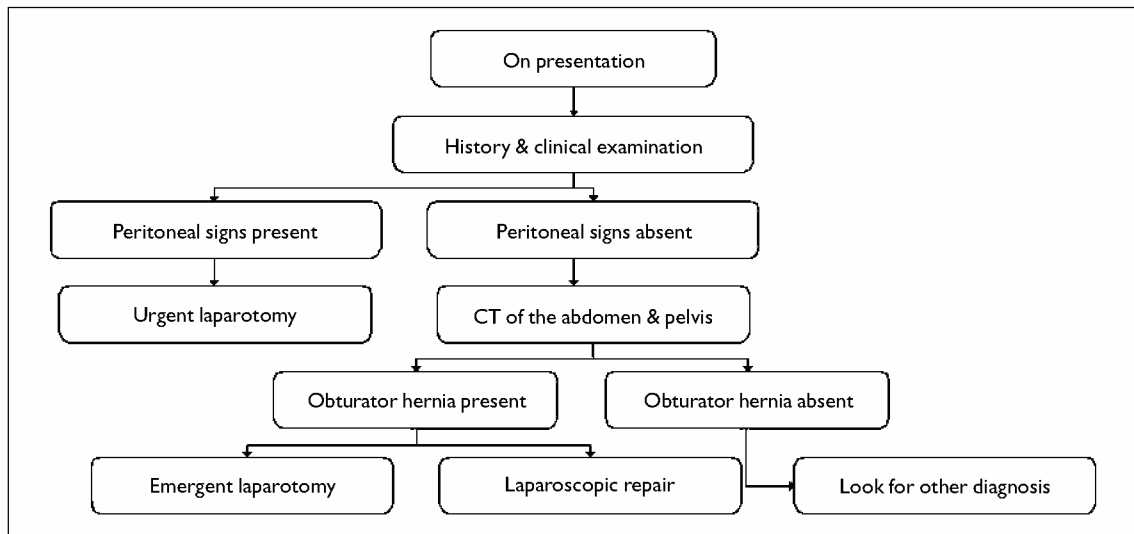 On presentation
History & clinical examination
Peritoneal signs present
Peritoneal signs absent
Urgent laparotomy
CT of the abdomen & pelvis
Obturator hernia present
Obturator hernia absent
Emergent laparotomy
Laparoscopic repair
Look for other diagnosis